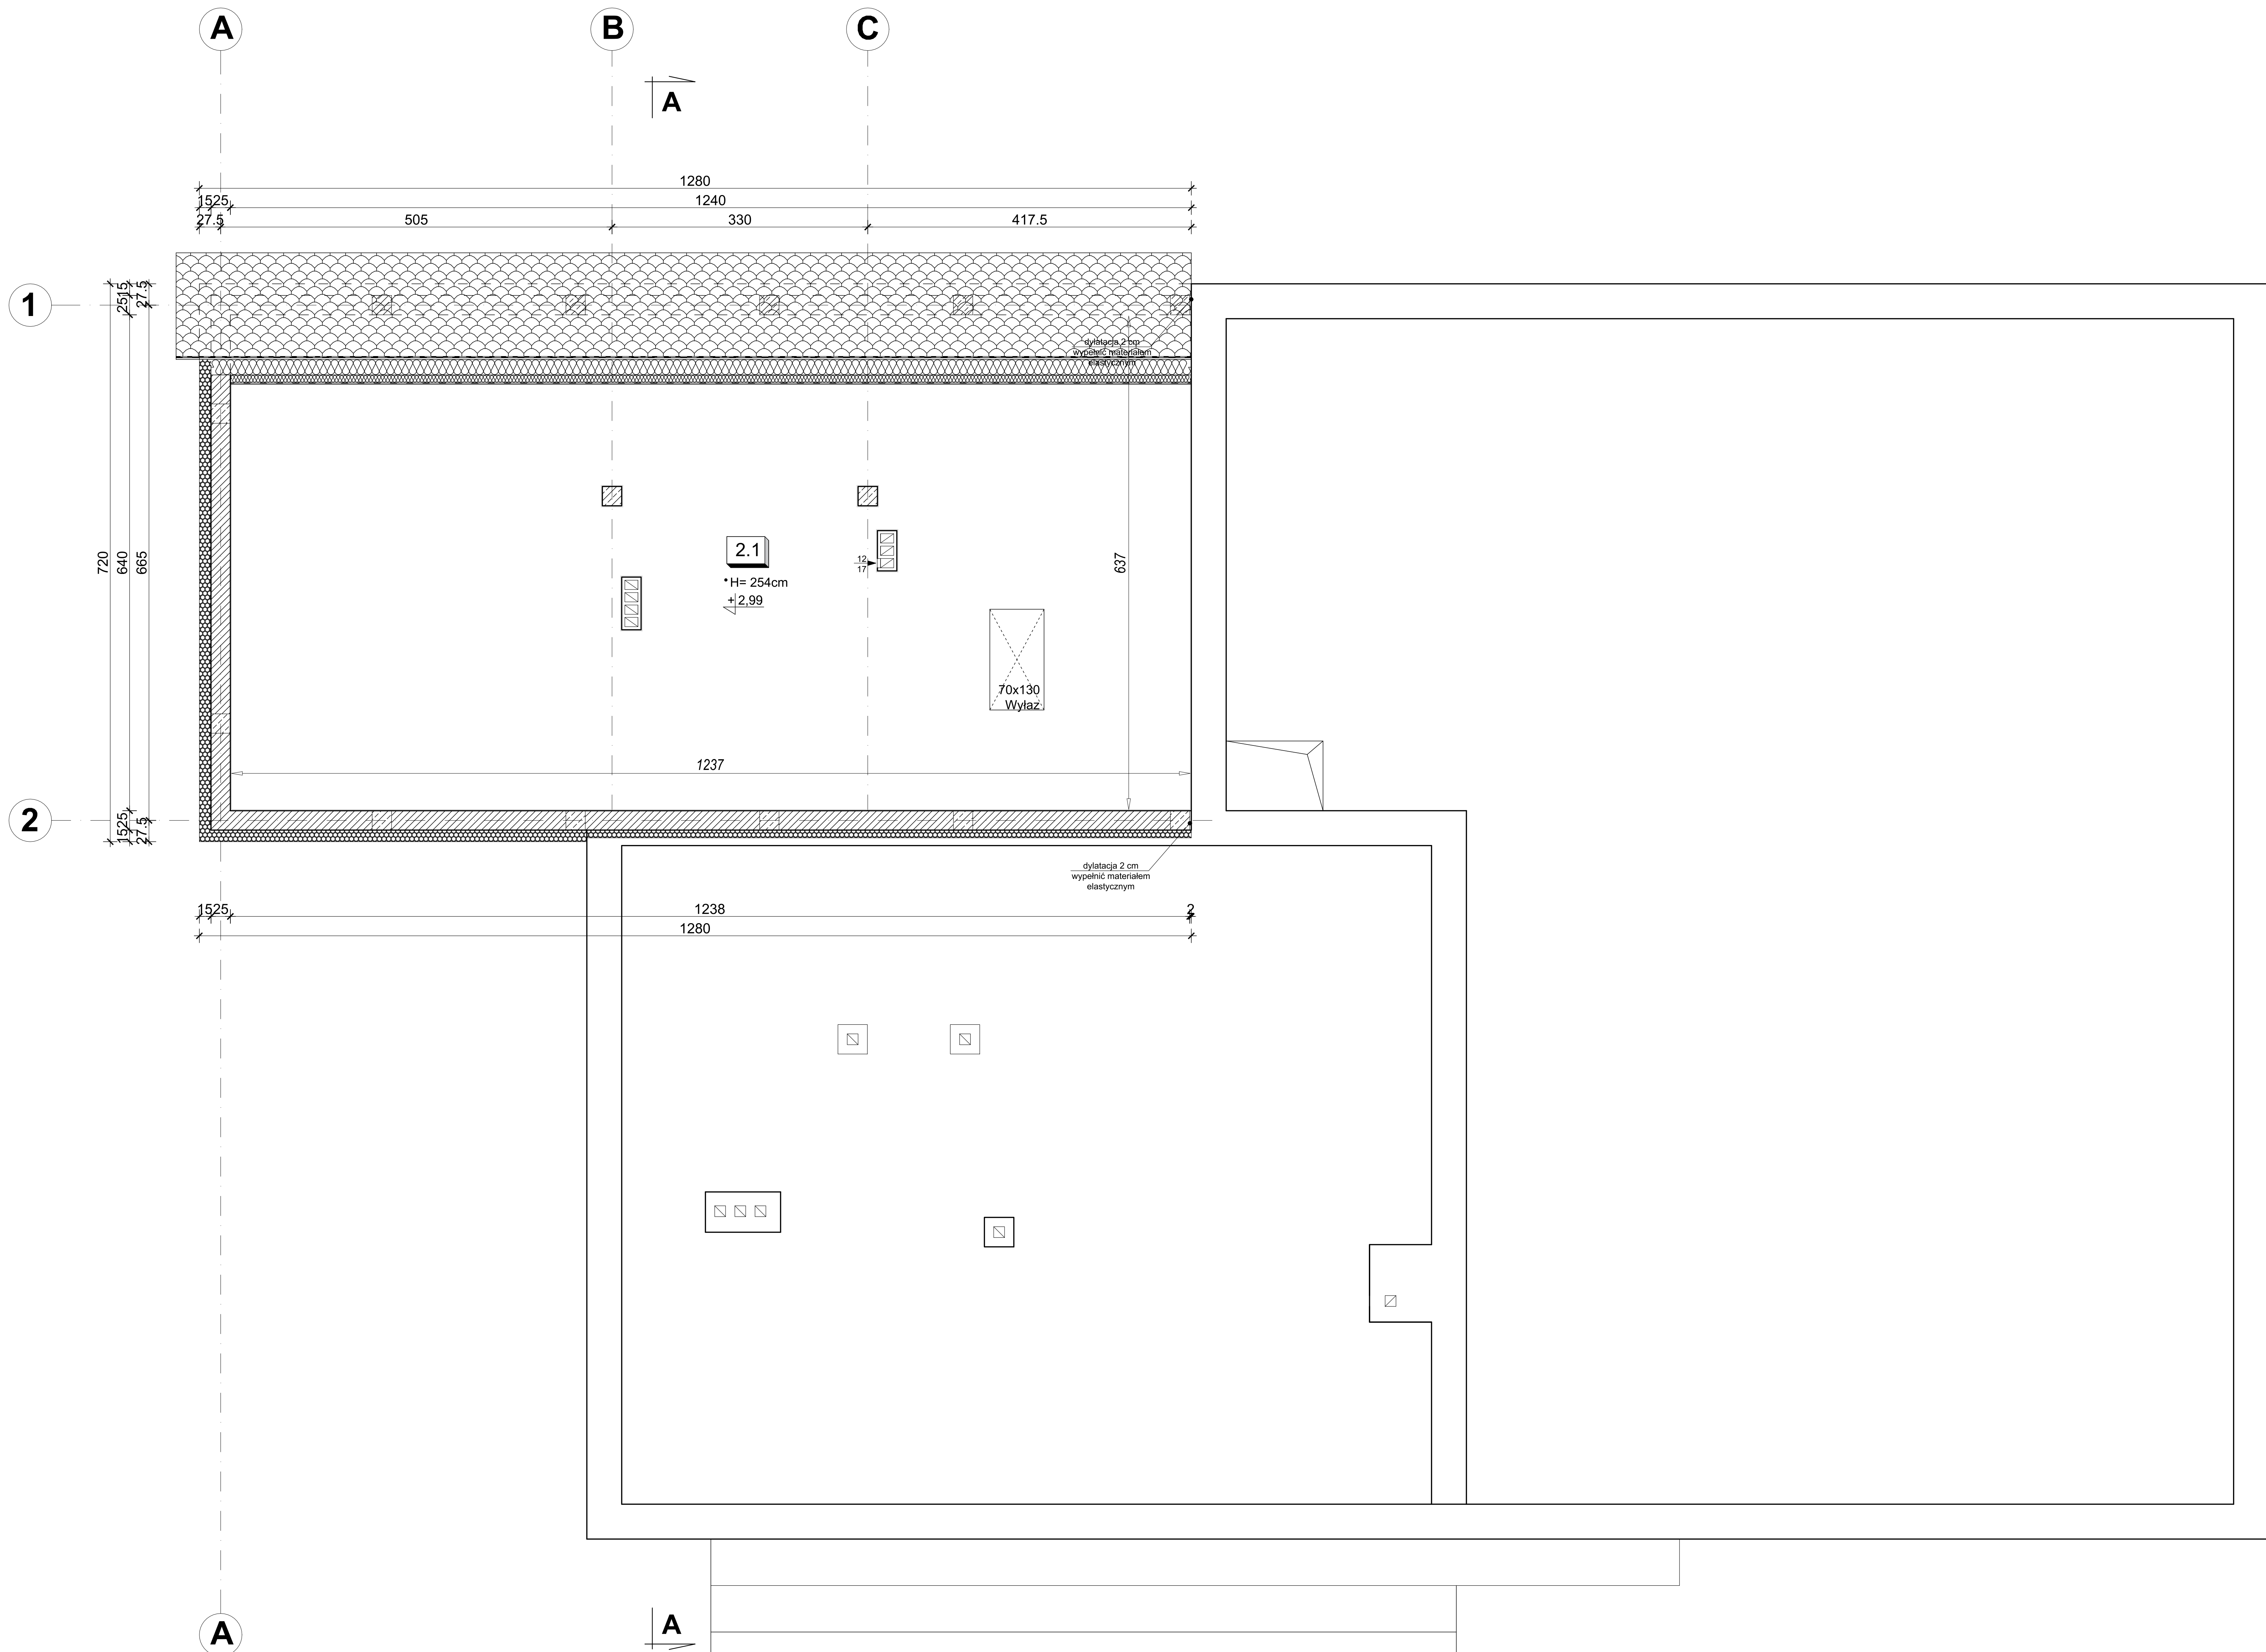 A B C
A
1280
1525 1240
27.5 505 330 417.5
1
2515
27.5
dylatacja 2 cm
wypełnić materiałem
elastycznym
720
640
665
637
2.1
H= 254cm
+ 2,99
12
17
70x130
Wyłaz
1237
2
1525
27.5
dylatacja 2 cm
wypełnić materiałem
elastycznym
1525 1238 2
1280
A
A